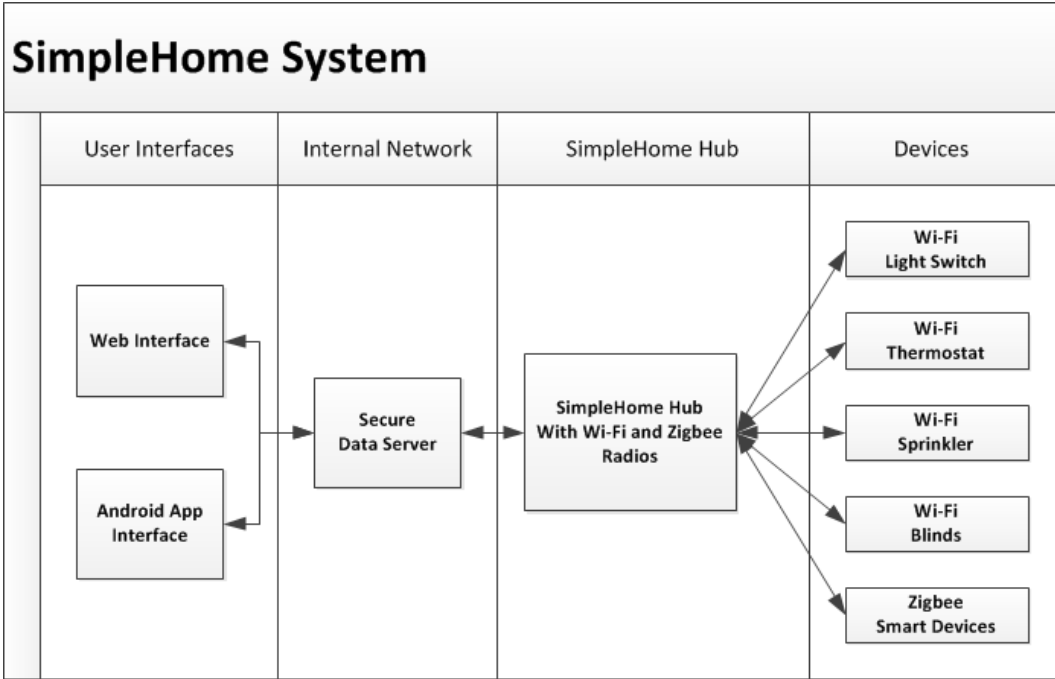 SimpleHome System
User Interfaces
Internal Network
SimpleHome Hub
Devices
Web Interface
Android App
Interface
Secure
Data Server
SimpleHome Hub
With Wi-Fi and Zigbee
Radios
Wi-Fi
Light Switch
Wi-Fi
Thermostat
Wi-Fi
Sprinkler
Wi-Fi
Blinds
Zigbee
Smart Devices